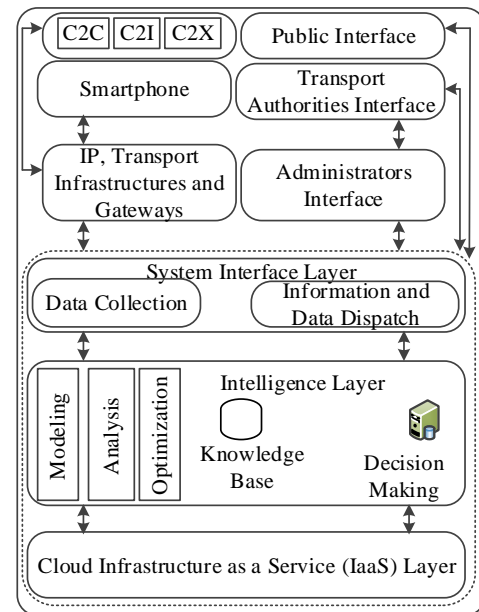 C2C C2I C2X
Public Interface
Smartphone
Transport
Authorities Interface
IP, Transport
Infrastructures and
Gateways
Administrators
Interface
System Interface Layer
Data Collection
Information and
Data Dispatch
Modeling
Analysis
Optimization
Intelligence Layer
Knowledge
Base
Decision
Making
Cloud Infrastructure as a Service (IaaS) Layer